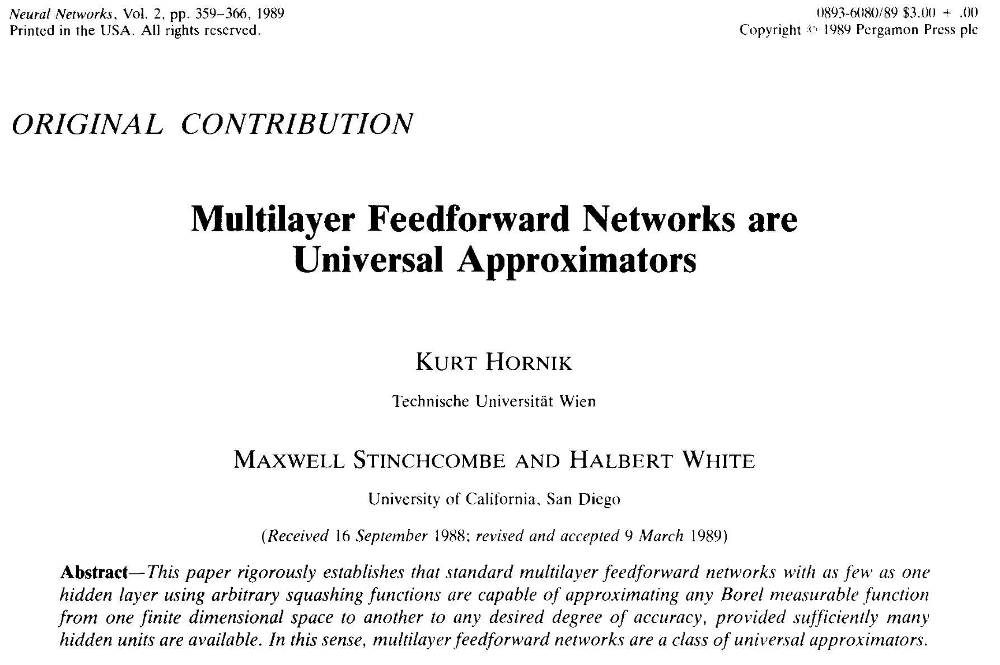 Neural Networks, Vol. 2, pp. 359–366, 1989
Printed in the USA. All rights reserved.
0893-6080/89 $3.00 + .00
Copyright © 1989 Pergamon Press plc
ORIGINAL CONTRIBUTION
Multilayer Feedforward Networks are
Universal Approximators
KURT HORNIK
Technische Universität Wien
MAXWELL STINCHCOMBE AND HALBERT WHITE
University of California, San Diego
(Received 16 September 1988; revised and accepted 9 March 1989)
Abstract—This paper rigorously establishes that standard multilayer feedforward networks with as few as one
hidden layer using arbitrary squashing functions are capable of approximating any Borel measurable function
from one finite dimensional space to another to any desired degree of accuracy, provided sufficiently many
hidden units are available. In this sense, multilayer feedforward networks are a class of universal approximators.